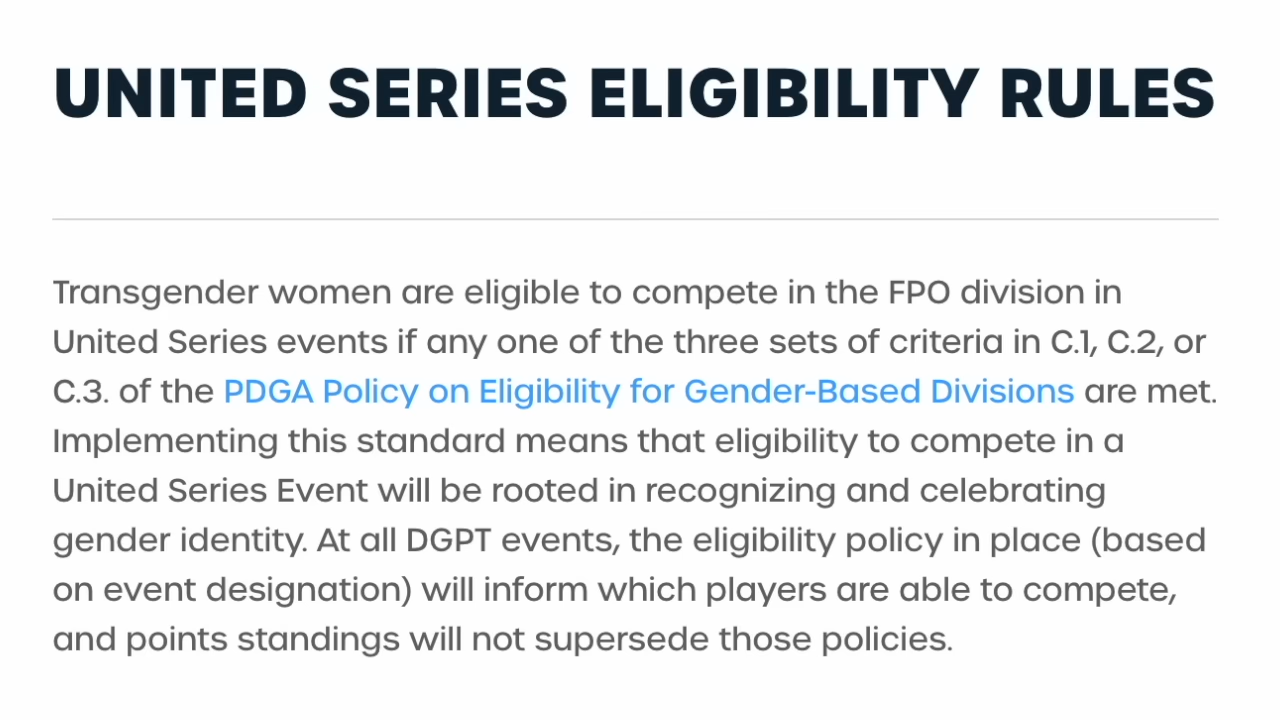 UNITED SERIES ELIGIBILITY RULES
Transgender women are eligible to compete in the FPO division in
United Series events if any one of the three sets of criteria in C.1, C.2, or
C.3. of the PDGA Policy on Eligibility for Gender-Based Divisions are met.
Implementing this standard means that eligibility to compete in a
United Series Event will be rooted in recognizing and celebrating
gender identity. At all DGPT events, the eligibility policy in place (based
on event designation) will inform which players are able to compete,
and points standings will not supersede those policies.